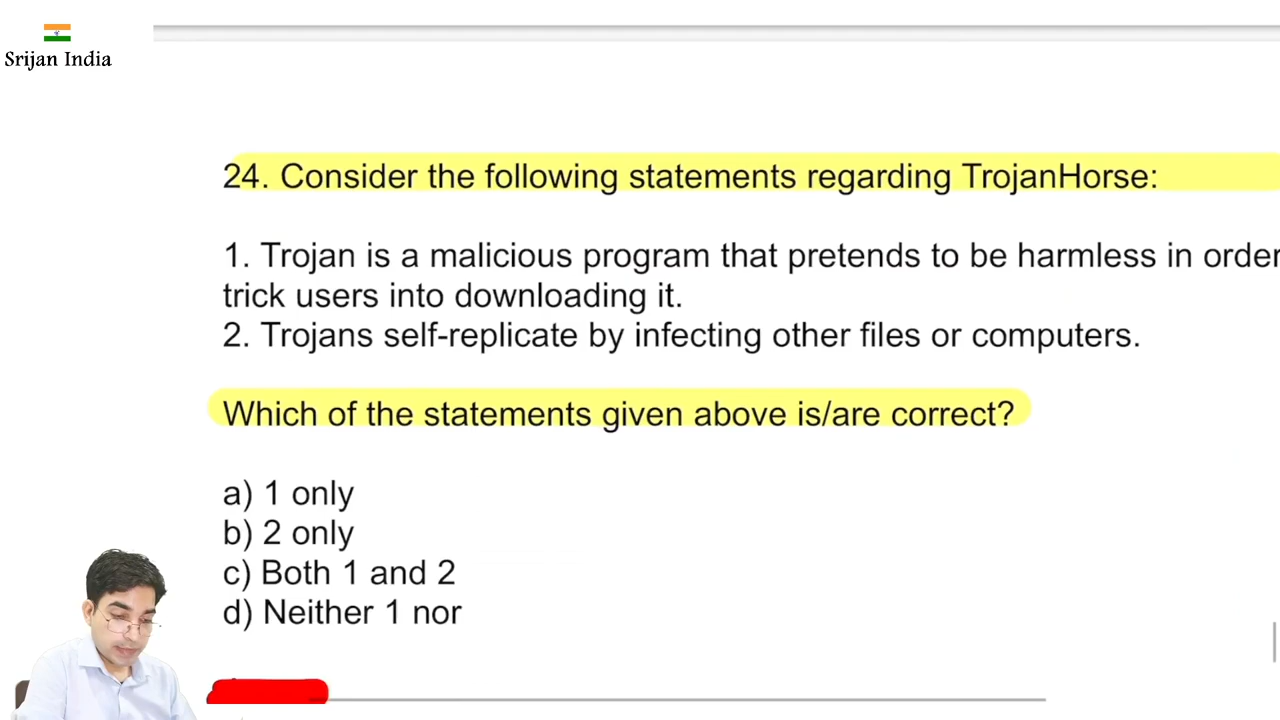 Srijan India
24. Consider the following statements regarding TrojanHorse:
1. Trojan is a malicious program that pretends to be harmless in order
trick users into downloading it.
2. Trojans self-replicate by infecting other files or computers.
Which of the statements given above is/are correct?
a) 1 only
b) 2 only
c) Both 1 and 2
d) Neither 1 nor